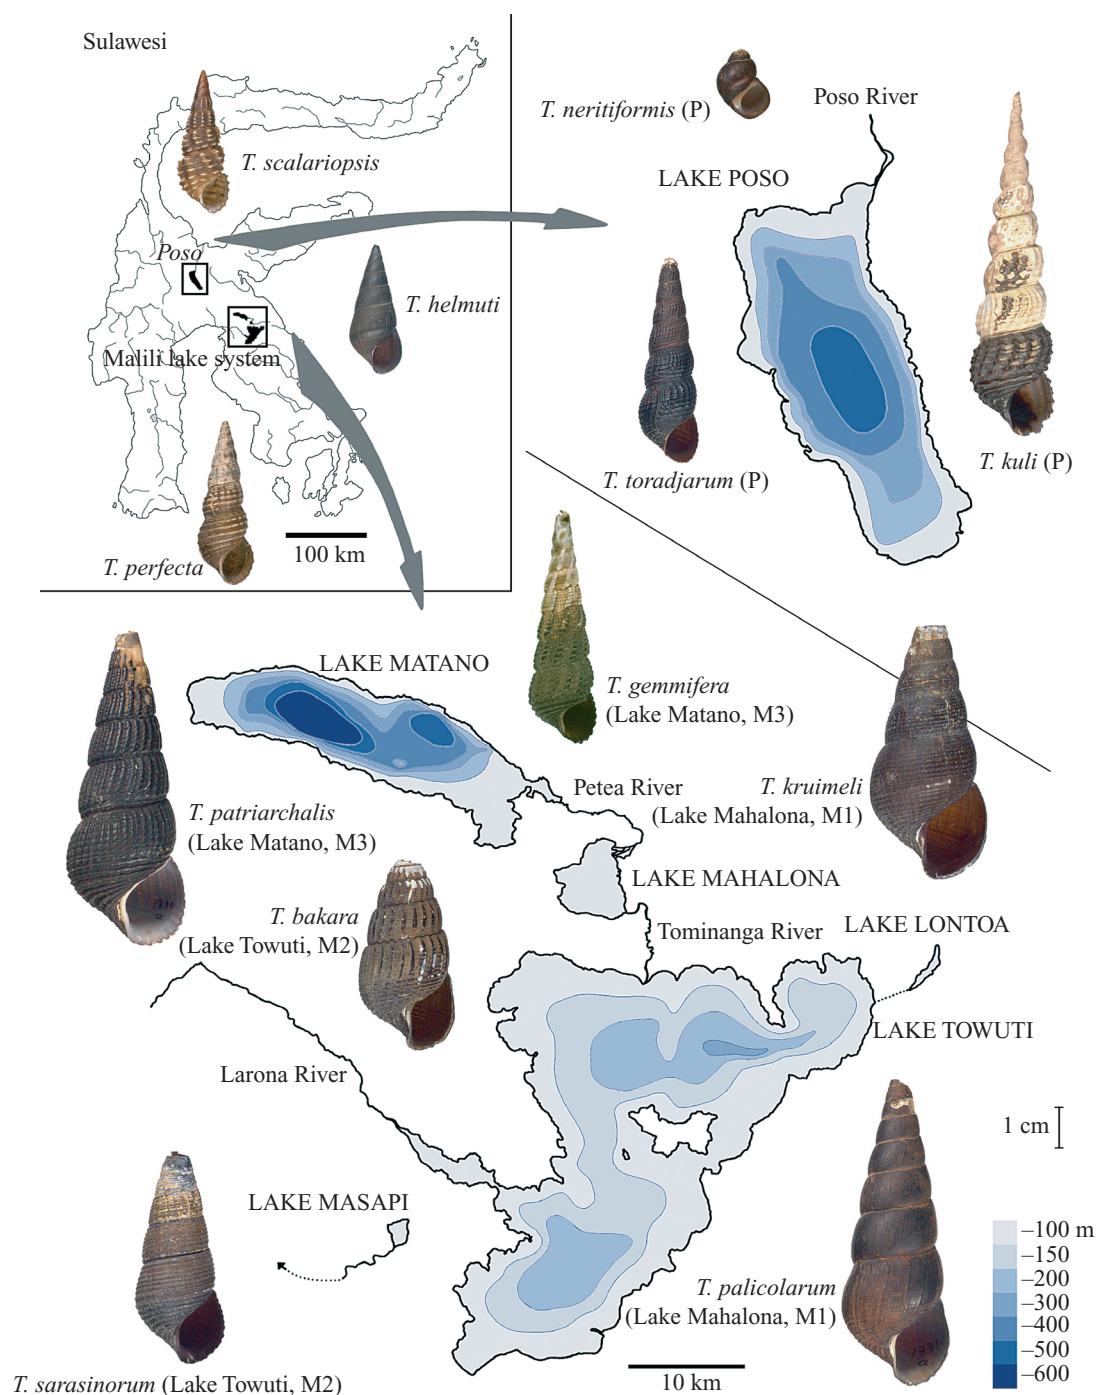 Sulawesi
T. scalariopsis
Poso
T. helmuti
Malili lake system
T. perfecta
100 km
T. neritiformis (P)
Poso River
LAKE POSO
T. toradjarum (P)
T. kuli (P)
LAKE MATANO
T. gemmifera
(Lake Matano, M3)
Petea River
T. kruimeli
(Lake Mahalona, M1)
T. patriarchalis
(Lake Matano, M3)
LAKE MAHALONA
T. bakara
(Lake Towuti, M2)
Tominanga River
LAKE LONTOA
LAKE TOWUTI
Larona River
1 cm
LAKE MASAPI
T. palicolarum
(Lake Mahalona, M1)
–100 m
–150
–200
–300
–400
–500
–600
10 km
T. sarasinorum (Lake Towuti, M2)